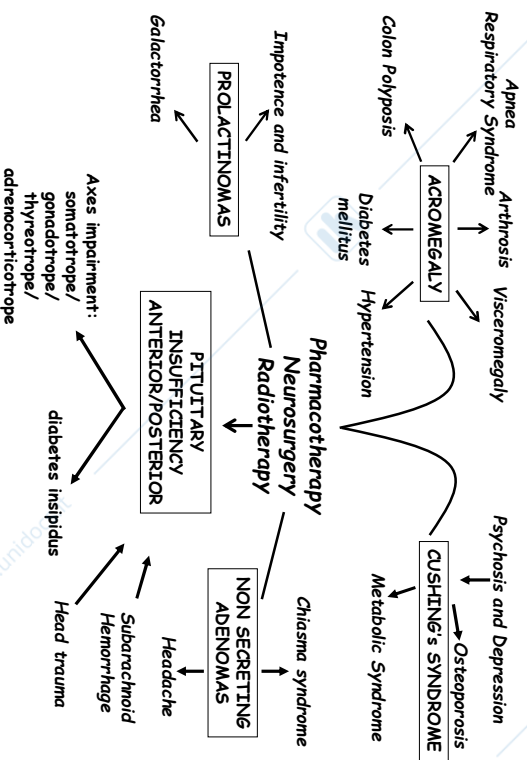 Apnea
Respiratory Syndrome
Arthrosis
Visceromegaly
ACROMEGALY
Colon Polyposis
Diabetes
mellitus
Hypertension
Psychosis and Depression
Osteoporosis
CUSHING's SYNDROME
Metabolic Syndrome
Impotence and infertility
PROLACTINOMAS
Galactorrhea
Pharmacotherapy
Neurosurgery
Radiotherapy
Chiasma syndrome
NON SECRETING
ADENOMAS
Headache
PITUITARY
INSUFFICIENCY
ANTERIOR/POSTERIOR
Subarachnoid
Hemorrhage
Head trauma
Axes impairment:
somatotrope/
gonadotrope/
thyreotrope/
adrenocorticotrope
diabetes insipidus